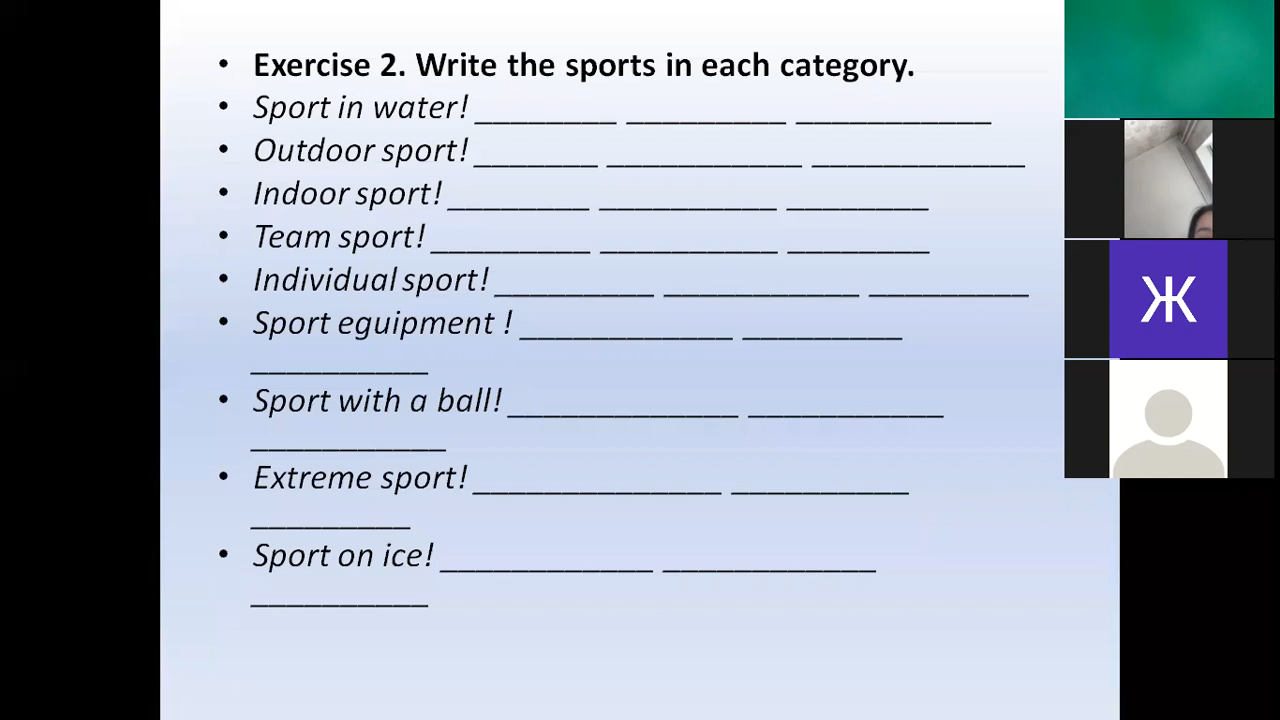 • Exercise 2. Write the sports in each category.
• Sport in water! ________ _________ ___________
• Outdoor sport! _______ ___________ ____________
• Indoor sport! ________ __________ ________
• Team sport! _________ __________ ________
• Individual sport! _________ ___________ _________
• Sport eguipment ! ____________ _________
__________
• Sport with a ball! _____________ ___________
___________
• Extreme sport! ______________ __________
_________
• Sport on ice! ____________ ____________
__________
Ж